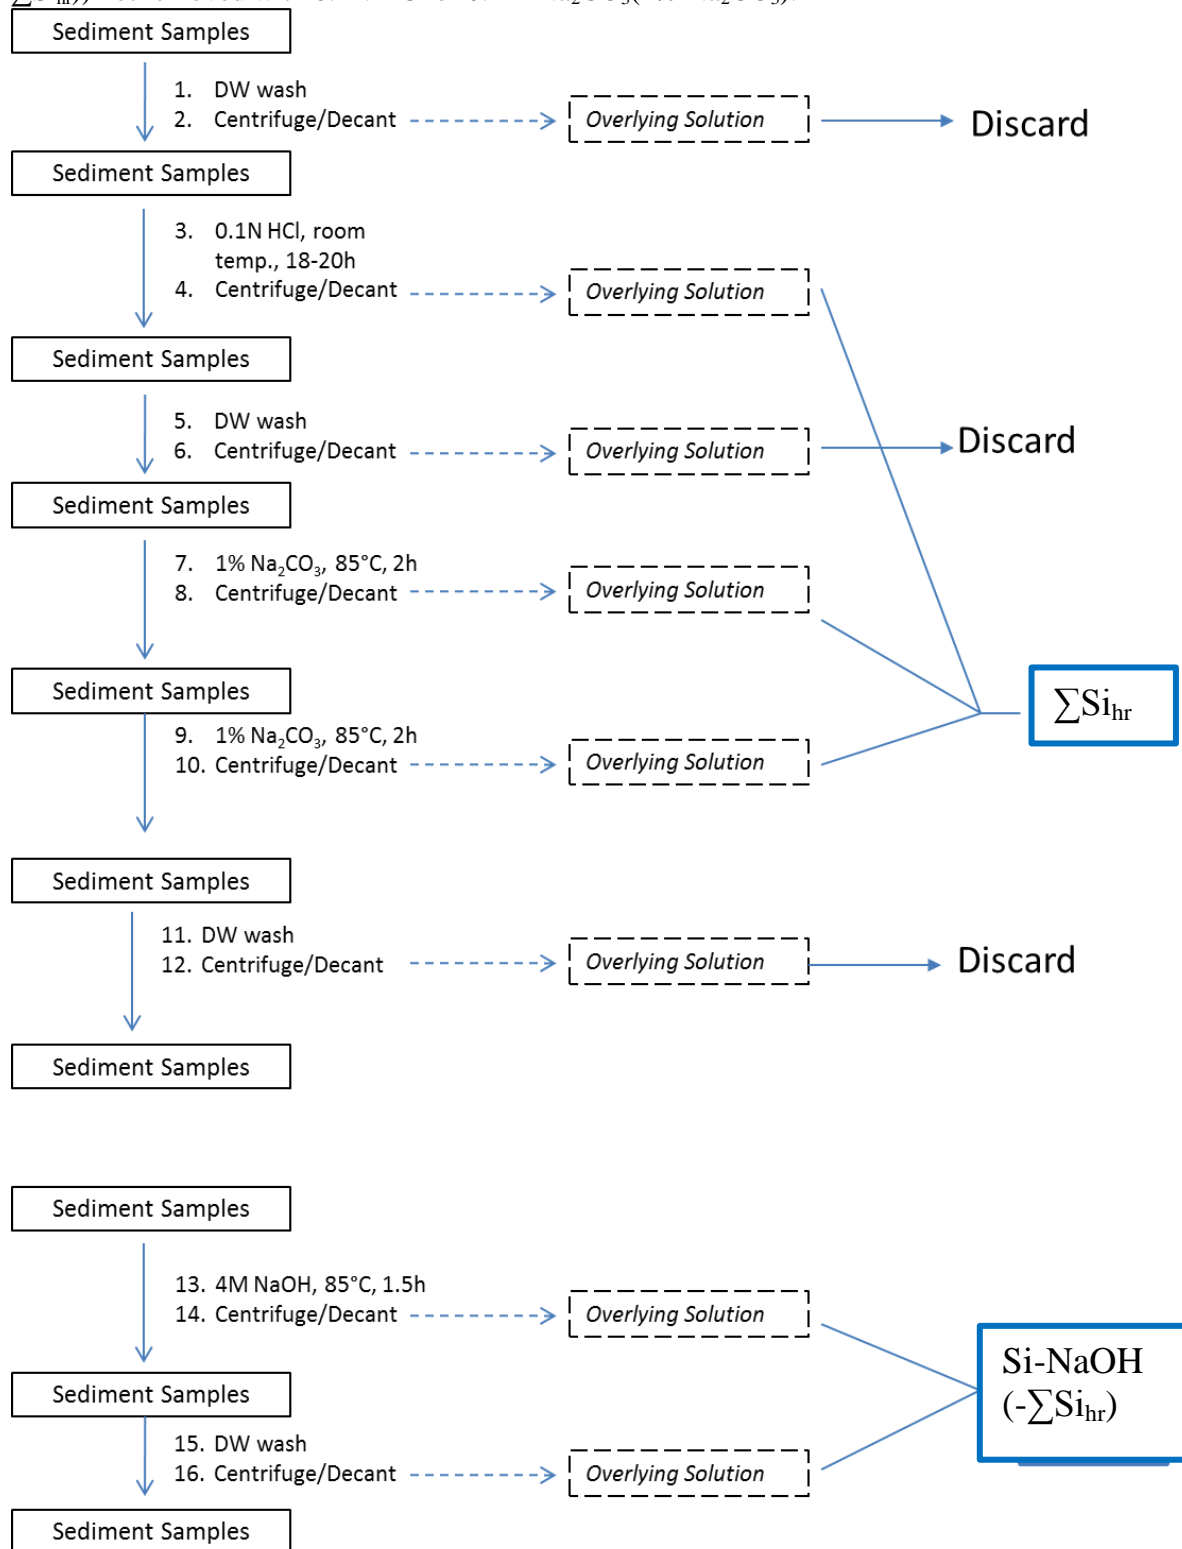 Sediment Samples
1. DW wash
2. Centrifuge/Decant
Overlying Solution
Discard
Sediment Samples
3. 0.1N HCl, room
temp., 18-20h
4. Centrifuge/Decant
Overlying Solution
Sediment Samples
5. DW wash
6. Centrifuge/Decant
Overlying Solution
Discard
Sediment Samples
7. 1% Na₂CO₃, 85°C, 2h
8. Centrifuge/Decant
Overlying Solution
Sediment Samples
∑Si_hr
9. 1% Na₂CO₃, 85°C, 2h
10. Centrifuge/Decant
Overlying Solution
Sediment Samples
11. DW wash
12. Centrifuge/Decant
Overlying Solution
Discard
Sediment Samples
Sediment Samples
13. 4M NaOH, 85°C, 1.5h
14. Centrifuge/Decant
Overlying Solution
Si-NaOH
(-∑Si_hr)
Sediment Samples
15. DW wash
16. Centrifuge/Decant
Overlying Solution
Sediment Samples